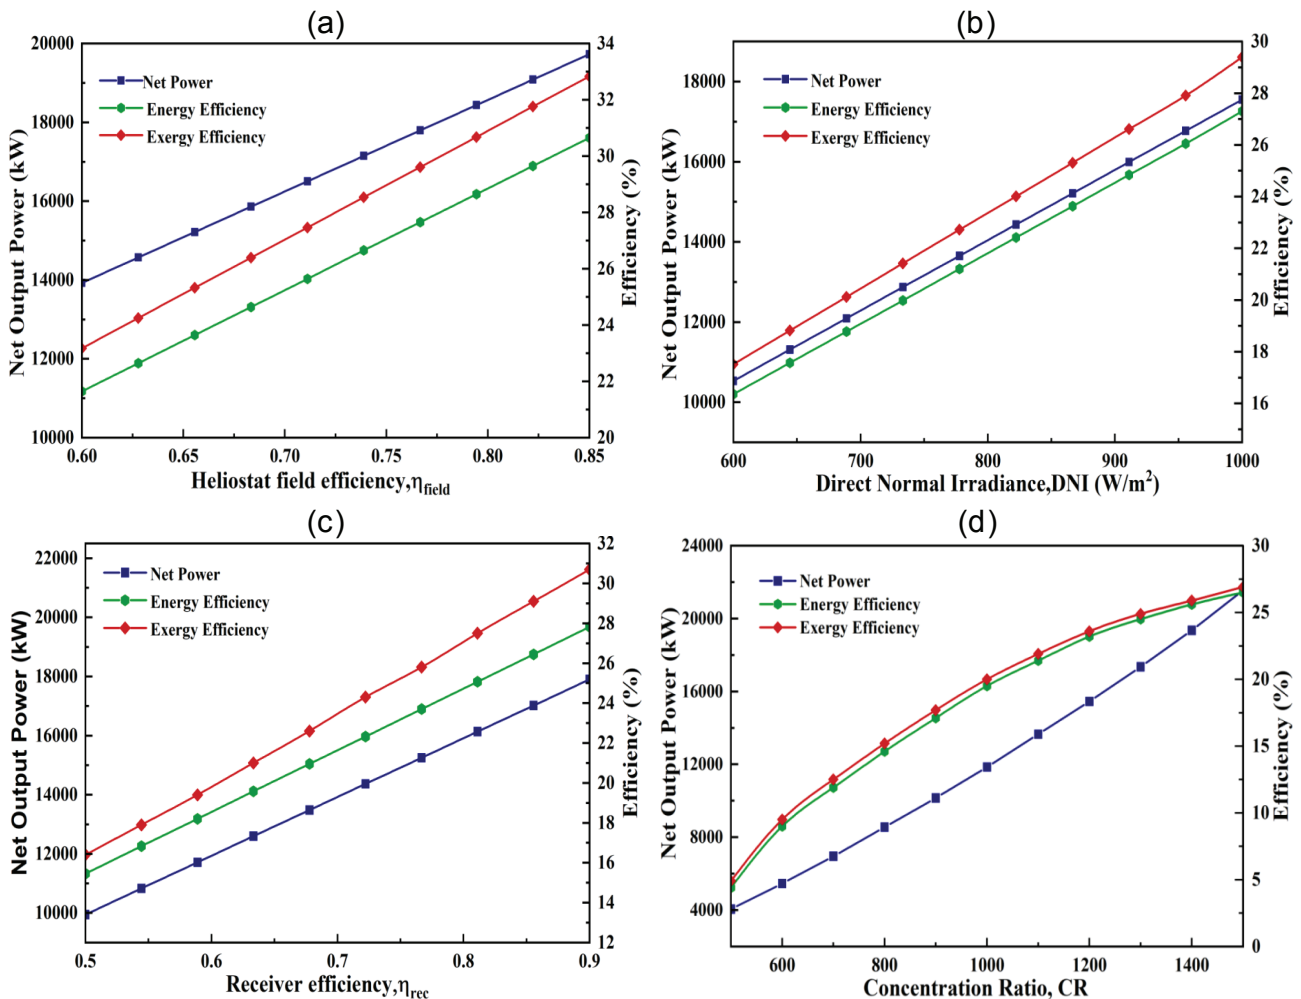 (a)
20000
18000
16000
14000
12000
10000
Net Output Power (kW)
Net Power
Energy Efficiency
Exergy Efficiency
34
32
30
28
26
24
22
20
Efficiency (%)
0.60 0.65 0.70 0.75 0.80 0.85
Heliostat field efficiency,η_field
(b)
18000
16000
14000
12000
10000
Net Output Power (kW)
Net Power
Energy Efficiency
Exergy Efficiency
30
28
26
24
22
20
18
16
Efficiency (%)
600 700 800 900 1000
Direct Normal Irradiance,DNI (W/m²)
(c)
22000
20000
18000
16000
14000
12000
10000
Net Output Power (kW)
Net Power
Energy Efficiency
Exergy Efficiency
32
30
28
26
24
22
20
18
16
14
12
Efficiency (%)
0.5 0.6 0.7 0.8 0.9
Receiver efficiency,η_rec
(d)
24000
20000
16000
12000
8000
4000
Net Output Power (kW)
Net Power
Energy Efficiency
Exergy Efficiency
30
25
20
15
10
5
0
Efficiency (%)
600 800 1000 1200 1400
Concentration Ratio, CR